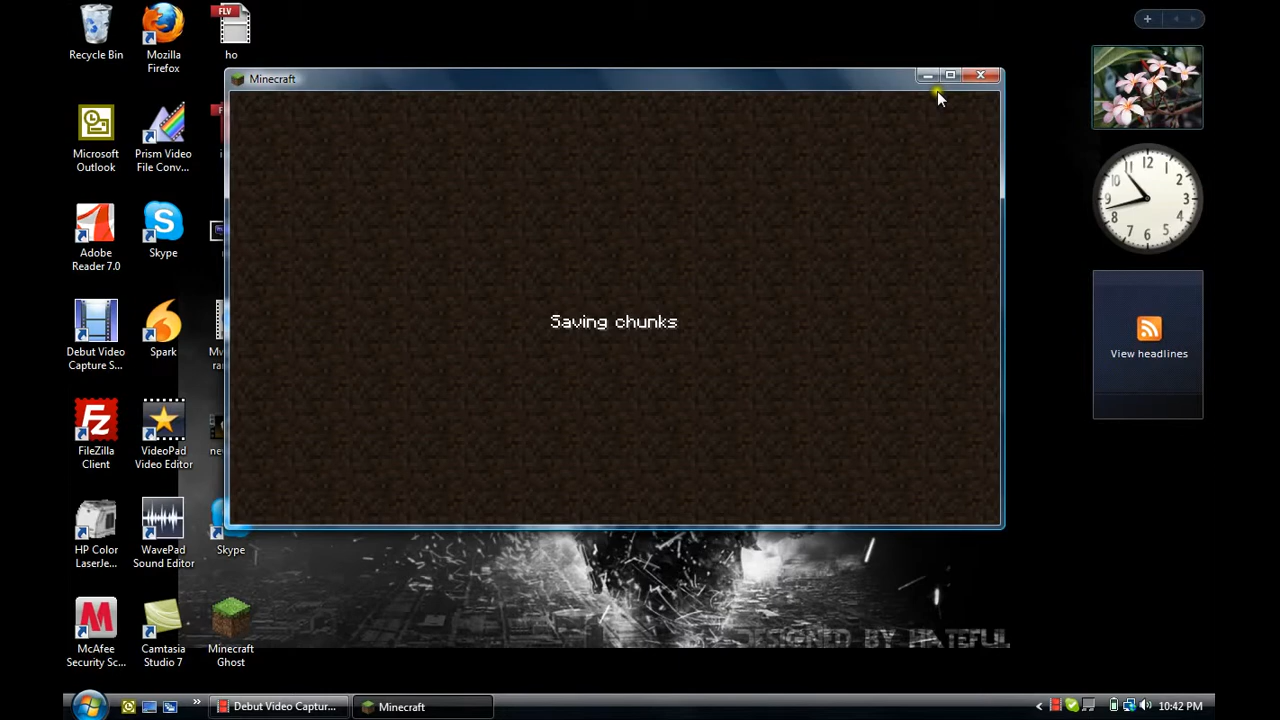 FLV
Recycle Bin
Mozilla
Firefox
ho
Minecraft
Microsoft
Outlook
Prism Video
File Conv...
Adobe
Reader 7.0
Skype
Saving chunks
View headlines
Debut Video
Capture S...
Spark
FileZilla
Client
VideoPad
Video Editor
HP Color
LaserJe...
WavePad
Sound Editor
Skype
DESIGNED BY HATEFUL
McAfee
Security Sc...
Camtasia
Studio 7
Minecraft
Ghost
Debut Video Captur...
Minecraft
10:42 PM